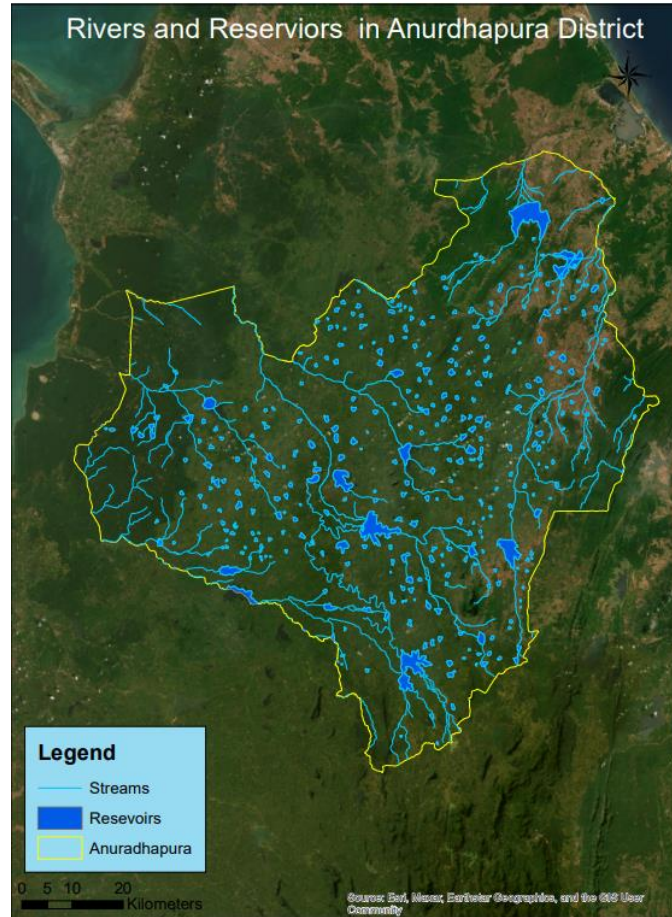 Rivers and Reserviors  in Anurdhapura District
Legend
Streams
Resevoirs
Anuradhapura
0 5 10 20
Kilometers
Source: Esri, Maxar, Earthstar Geographics, and the GIS User
Community